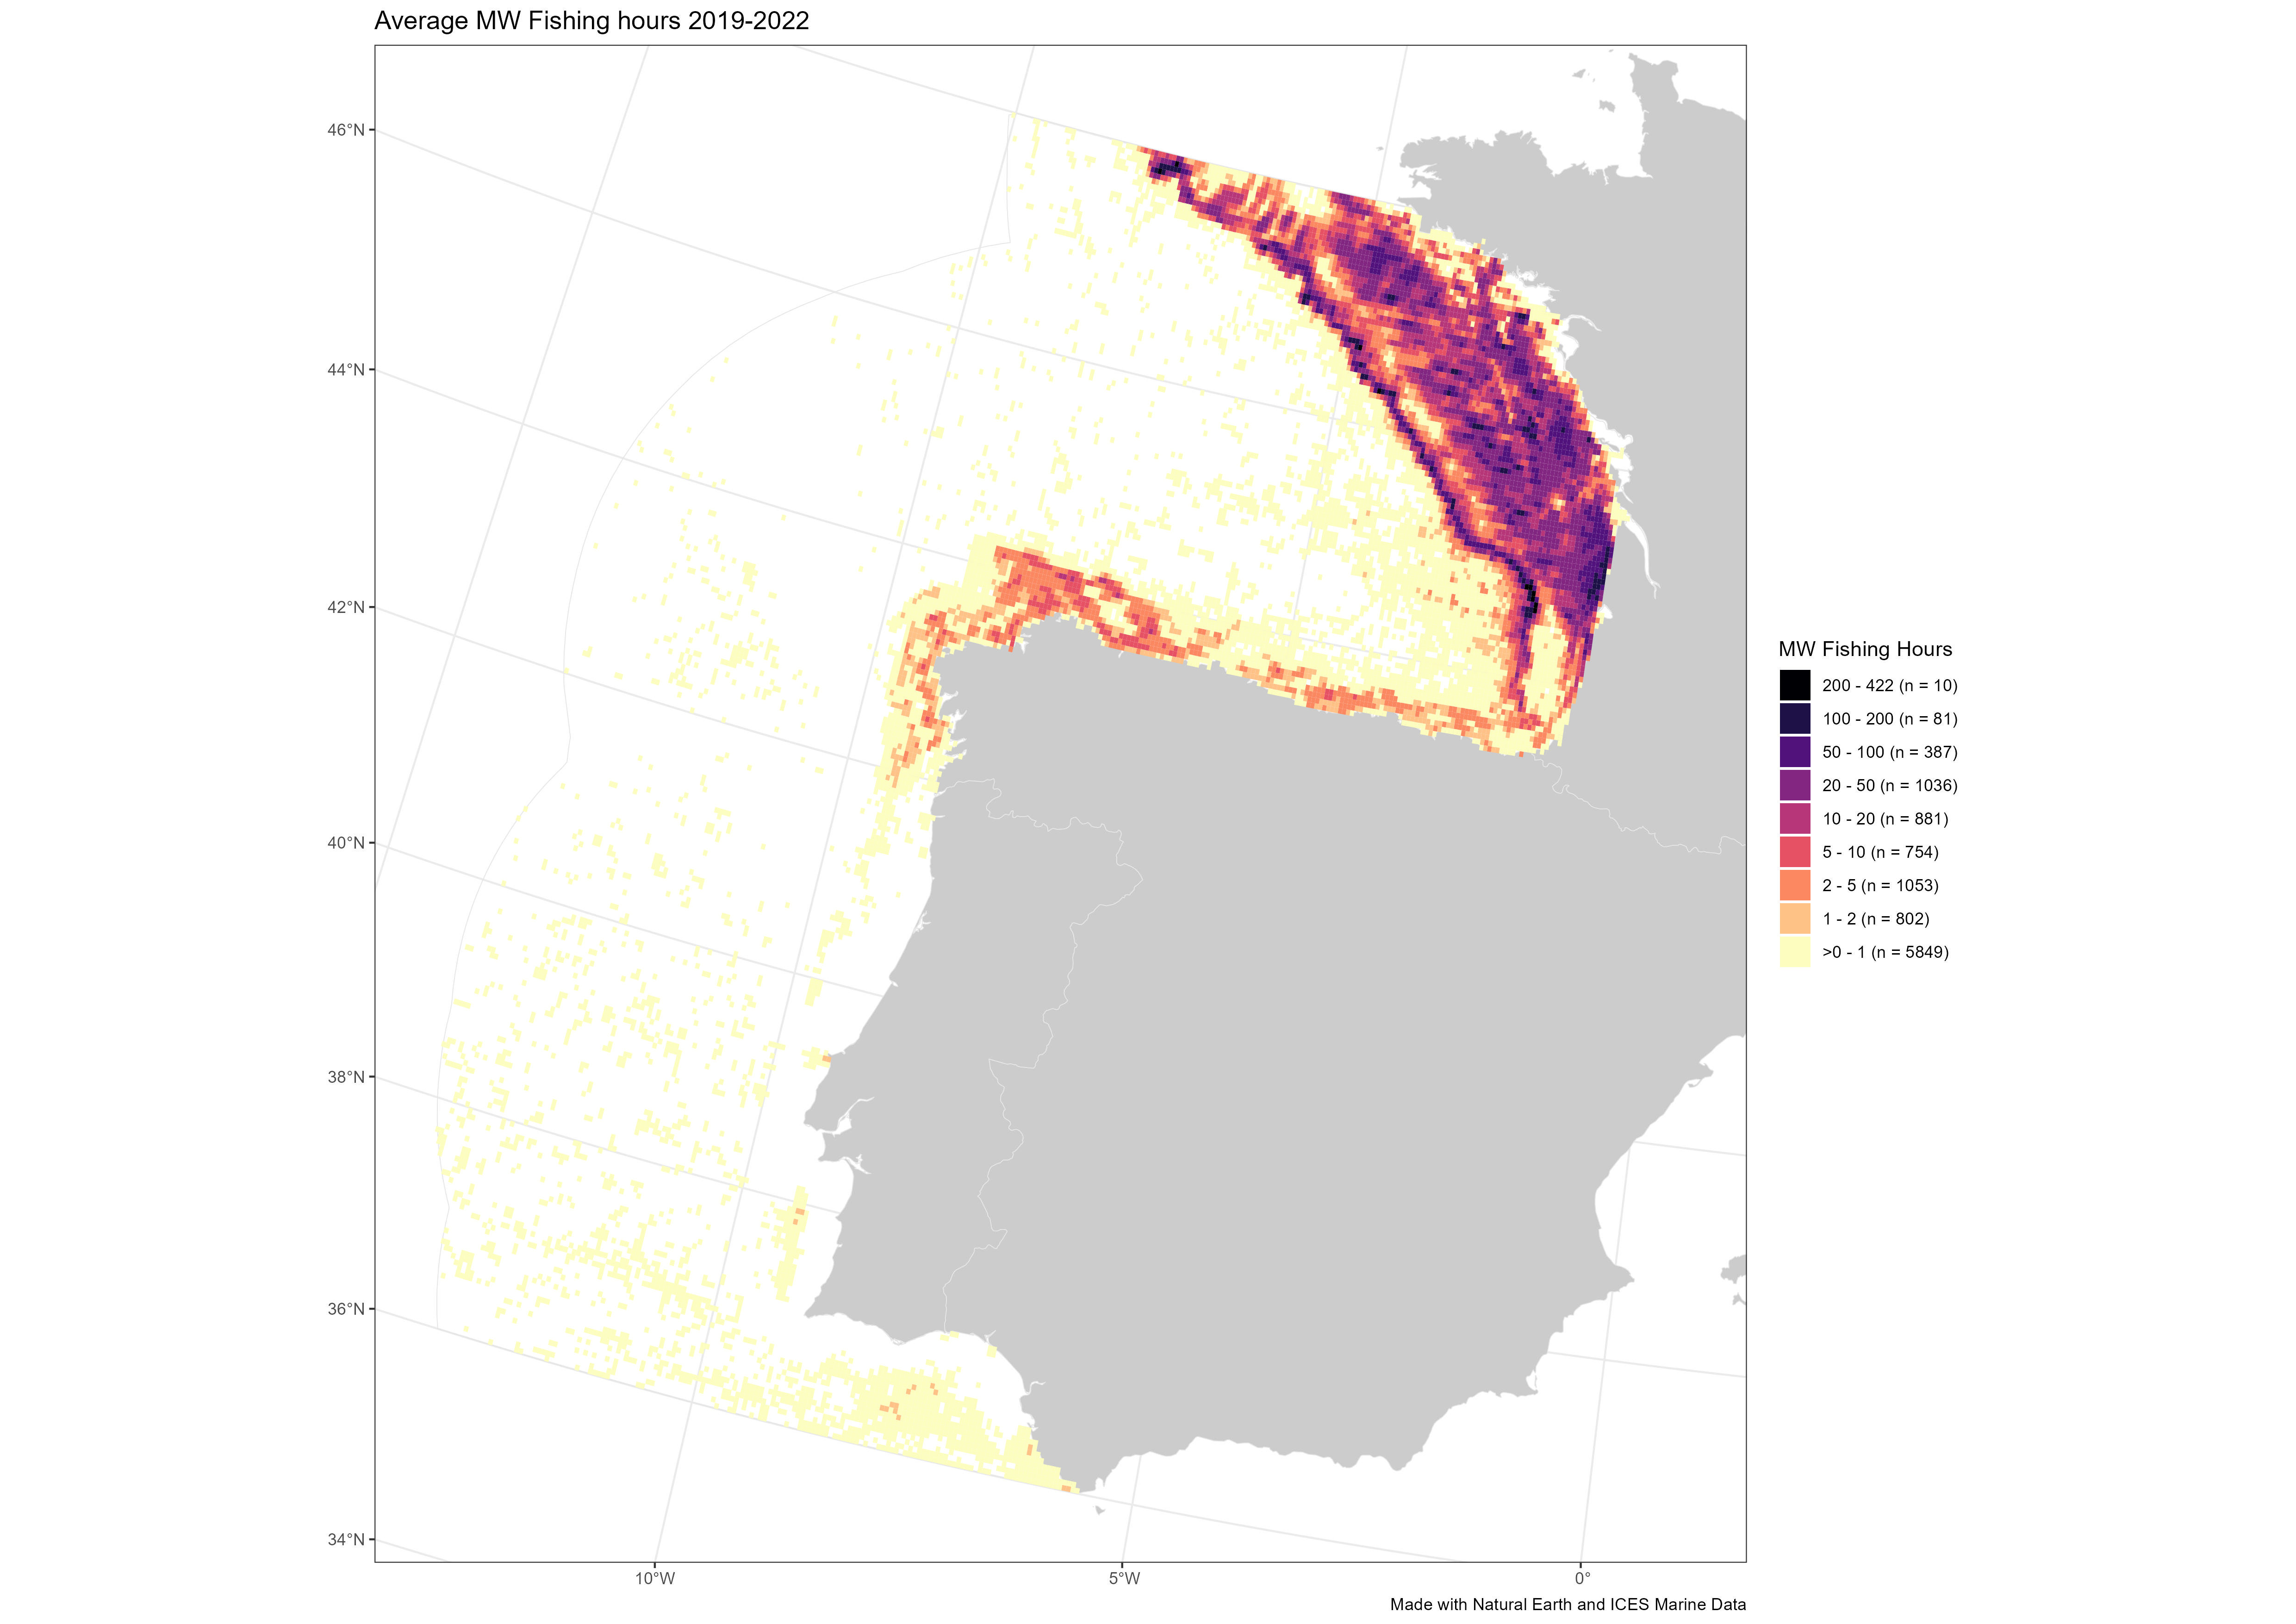 Average MW Fishing hours 2019-2022
46°N
44°N
42°N
40°N
38°N
36°N
34°N
10°W
5°W
0°
MW Fishing Hours
200 - 422 (n = 10)
100 - 200 (n = 81)
50 - 100 (n = 387)
20 - 50 (n = 1036)
10 - 20 (n = 881)
5 - 10 (n = 754)
2 - 5 (n = 1053)
1 - 2 (n = 802)
>0 - 1 (n = 5849)
Made with Natural Earth and ICES Marine Data